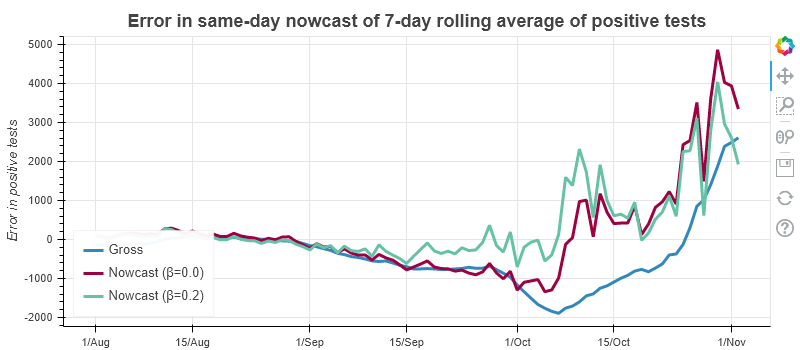 Error in same-day nowcast of 7-day rolling average of positive tests
Error in positive tests
5000
4000
3000
2000
1000
0
-1000
-2000
Gross
Nowcast (β=0.0)
Nowcast (β=0.2)
1/Aug
15/Aug
1/Sep
15/Sep
1/Oct
15/Oct
1/Nov